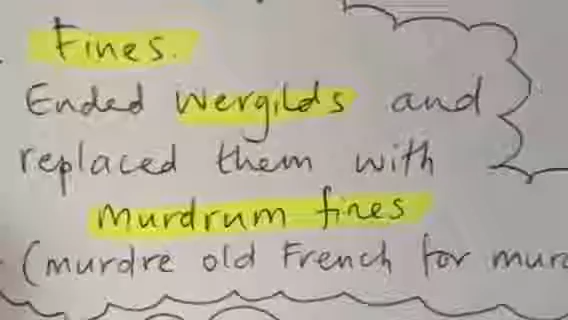 Fines.
Ended wergilds and
replaced them with
murdrum fines
(murdre old French for